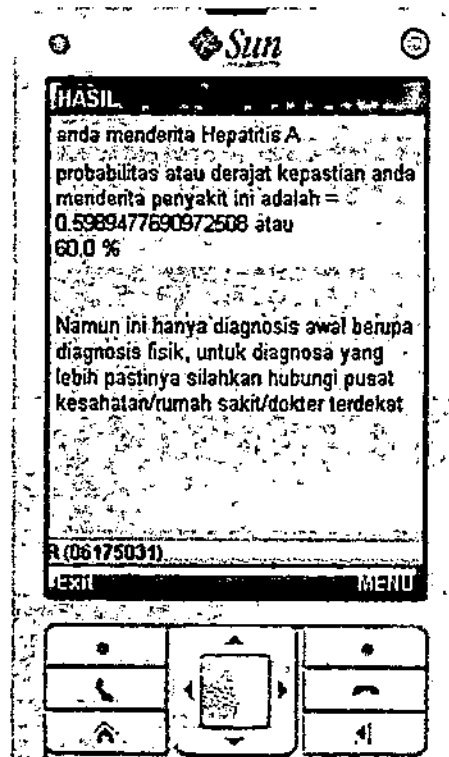 Sun
HASIL
anda menderita Hepatitis A
probabilitas atau derajat kepastian anda
menderita penyakit ini adalah =
0.5989477690972508 atau
60.0 %
Namun ini hanya diagnosis awal berupa
diagnosis fisik, untuk diagnosa yang
lebih pastinya silahkan hubungi pusat
kesahatan/rumah sakit/dokter terdekat
R (06175031)
Exit
MENU